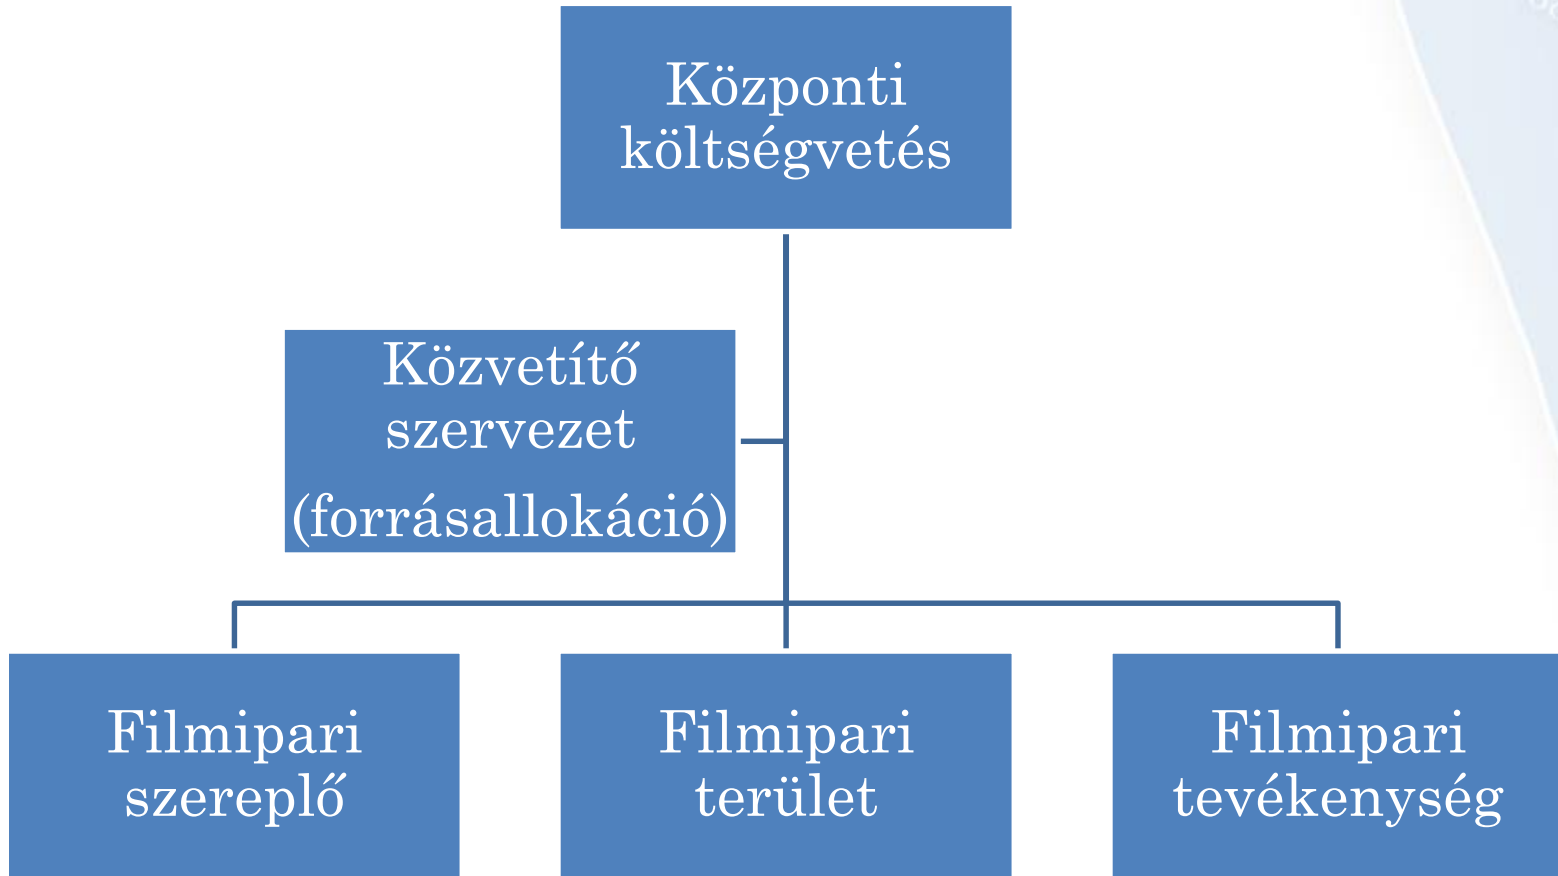 Központi
költségvetés
Közvetítő
szervezet
(forrásallokáció)
Filmipari
szereplő
Filmipari
terület
Filmipari
tevékenység